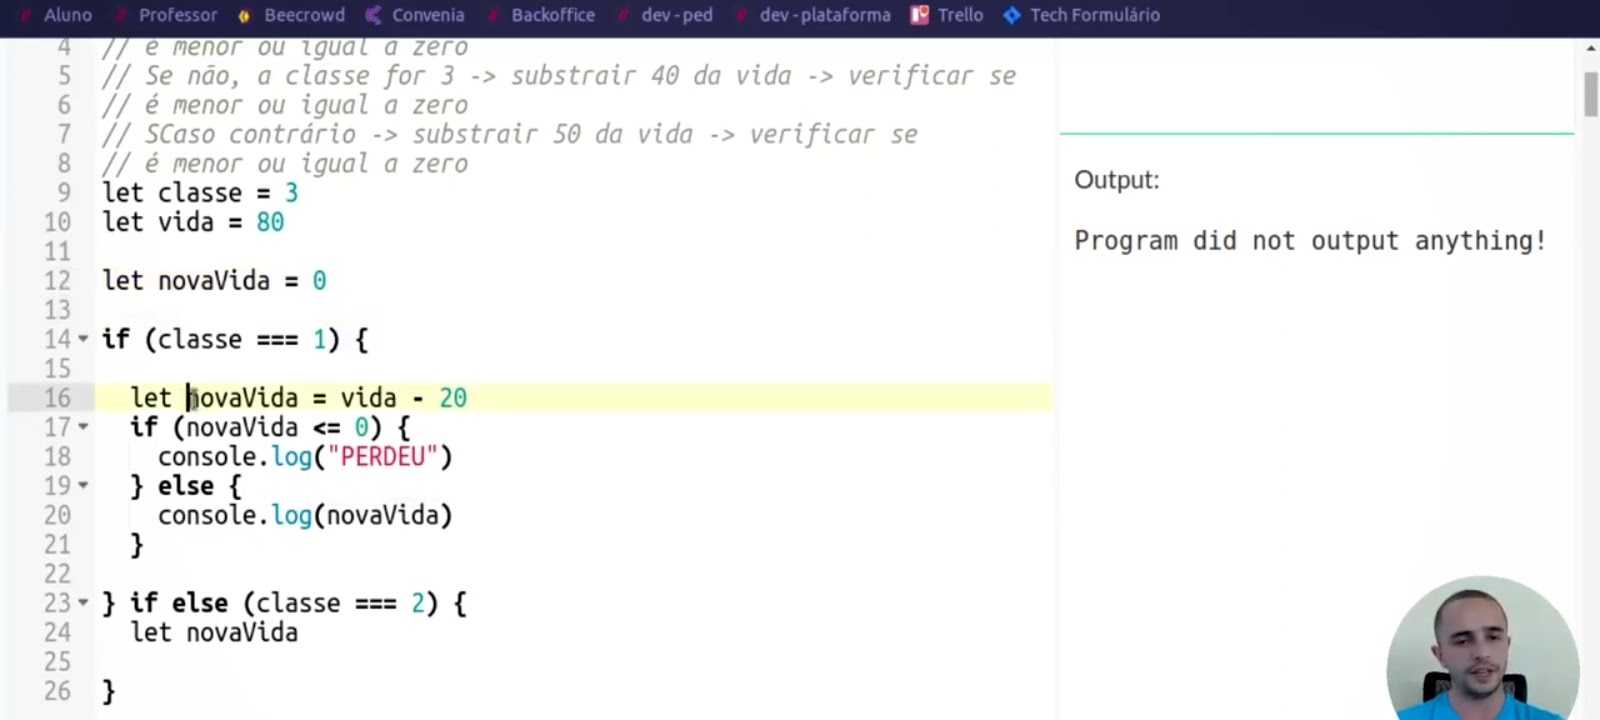 Aluno Professor Beecrowd Convenia Backoffice dev-ped dev-plataforma Trello Tech Formulário
4 // é menor ou igual a zero
5 // Se não, a classe for 3 -> substrair 40 da vida -> verificar se
6 // é menor ou igual a zero
7 // SCaso contrário -> substrair 50 da vida -> verificar se
8 // é menor ou igual a zero
9 let classe = 3
10 let vida = 80
11
12 let novaVida = 0
13
14 if (classe === 1) {
15
16 let novaVida = vida - 20
17 if (novaVida <= 0) {
18 console.log("PERDEU")
19 } else {
20 console.log(novaVida)
21 }
22
23 } if else (classe === 2) {
24 let novaVida
25
26 }
Output:
Program did not output anything!